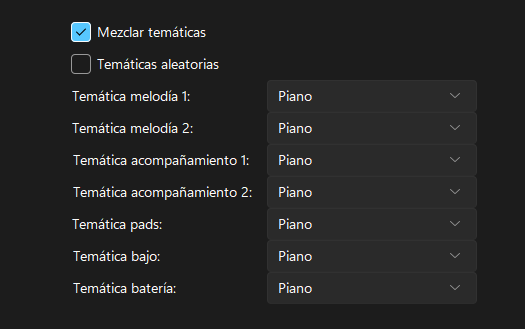 Mezclar temáticas
Temáticas aleatorias
Temática melodía 1: Piano
Temática melodía 2: Piano
Temática acompañamiento 1: Piano
Temática acompañamiento 2: Piano
Temática pads: Piano
Temática bajo: Piano
Temática batería: Piano